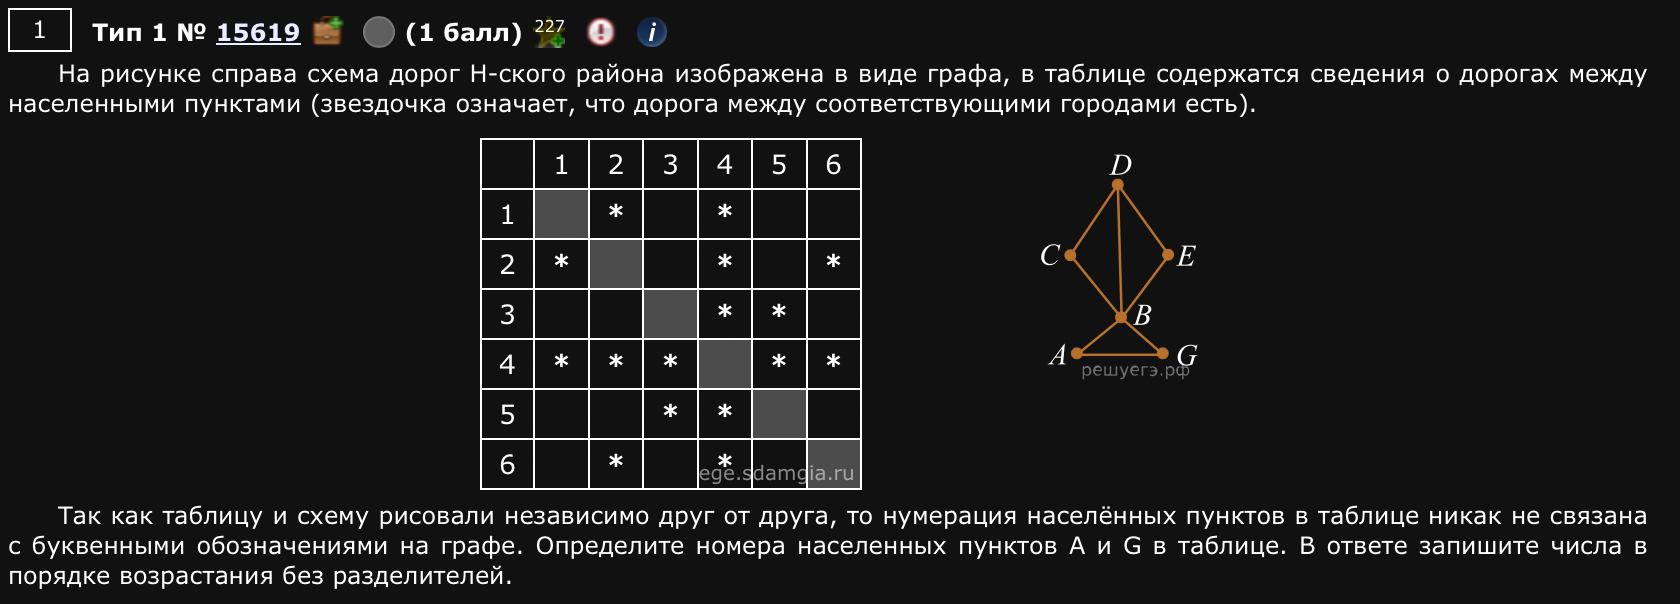 1 Тип 1 № 15619 (1 балл) 227 i
На рисунке справа схема дорог Н-ского района изображена в виде графа, в таблице содержатся сведения о дорогах между
населенными пунктами (звездочка означает, что дорога между соответствующими городами есть).
1 2 3 4 5 6
1 * *
2 * * *
3 * *
4 * * * * *
5 * *
6 * *
ege.sdamgia.ru
D
C E
B
A G
решуегэ.рф
Так как таблицу и схему рисовали независимо друг от друга, то нумерация населённых пунктов в таблице никак не связана
с буквенными обозначениями на графе. Определите номера населенных пунктов A и G в таблице. В ответе запишите числа в
порядке возрастания без разделителей.